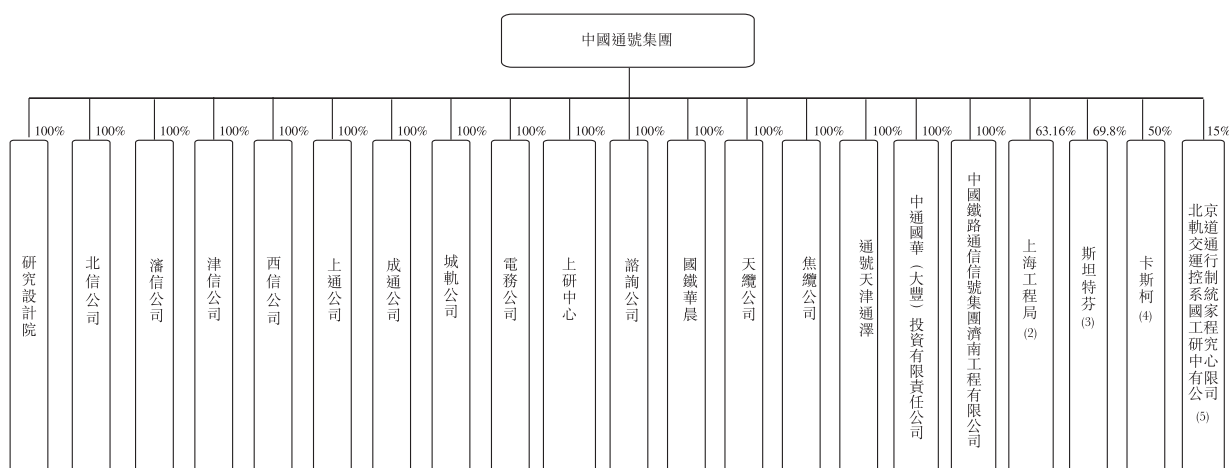 中國通號集團
100%
研究設計院
100%
北信公司
100%
瀋信公司
100%
津信公司
100%
西信公司
100%
上通公司
100%
成通公司
100%
城軌公司
100%
電務公司
100%
上研中心
100%
諮詢公司
100%
國鐵華晨
100%
天纜公司
100%
焦纜公司
100%
通號天津通澤
100%
中通國華（大豐）投資有限責任公司
100%
中國鐵路通信信號集團濟南工程有限公司
63.16%
上海工程局(2)
69.8%
斯坦特芬(3)
50%
卡斯柯(4)
15%
北京軌道交通運行控制系統國家工程研究中心有限公司(5)